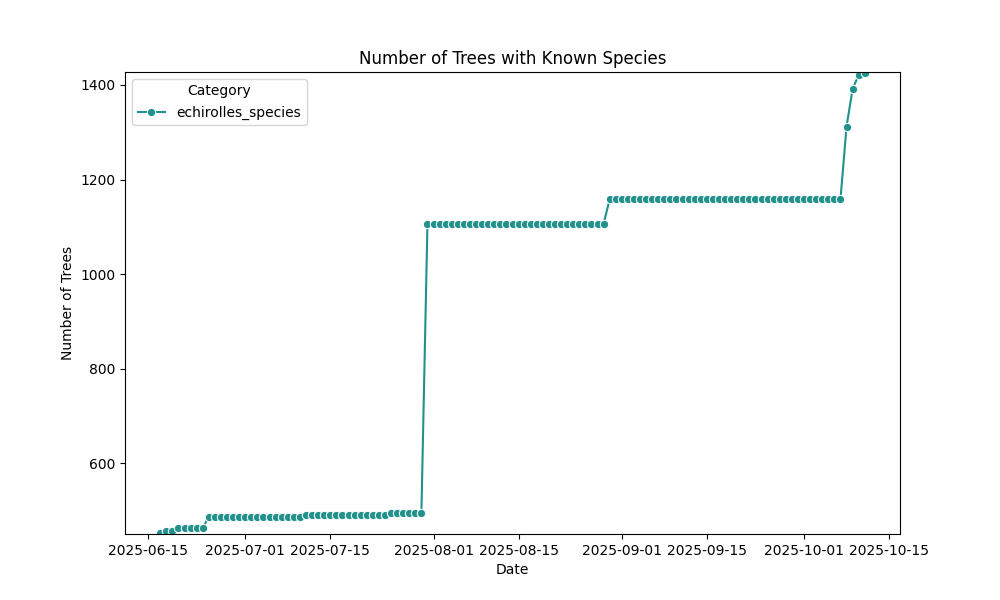 Number of Trees with Known Species
Category
echirolles_species
Number of Trees
1400
1200
1000
800
600
2025-06-15
2025-07-01
2025-07-15
2025-08-01
2025-08-15
2025-09-01
2025-09-15
2025-10-01
2025-10-15
Date